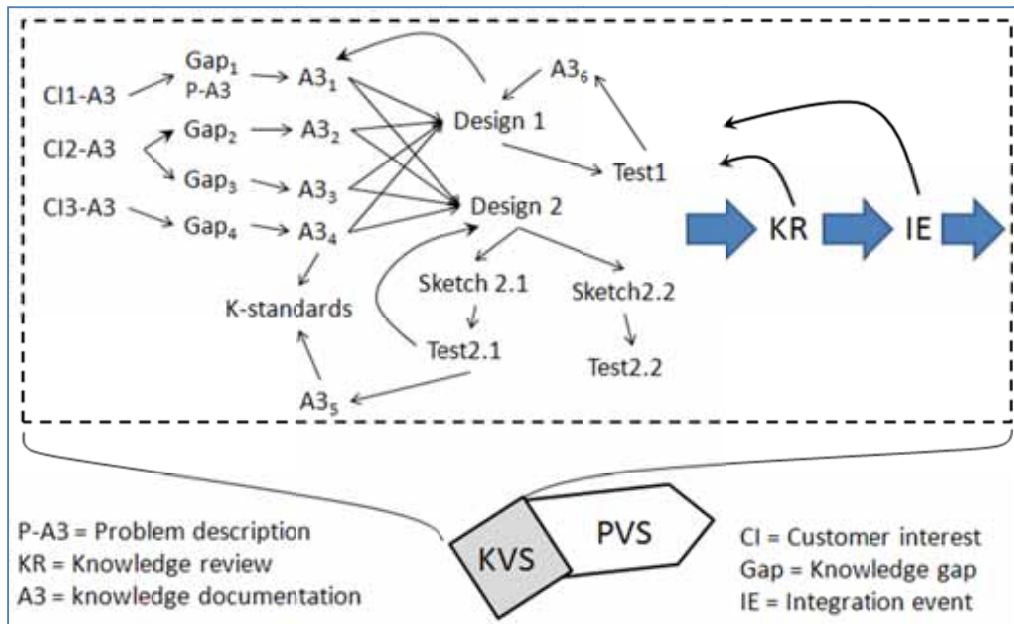 CI1-A3
CI2-A3
CI3-A3
Gap₁
P-A3
Gap₂
Gap₃
Gap₄
A3₁
A3₂
A3₃
A3₄
K-standards
A3₅
Design 1
A3₆
Test1
Design 2
Sketch 2.1
Sketch2.2
Test2.1
Test2.2
KR
IE
KVS
PVS
P-A3 = Problem description
KR = Knowledge review
A3 = knowledge documentation
CI = Customer interest
Gap = Knowledge gap
IE = Integration event